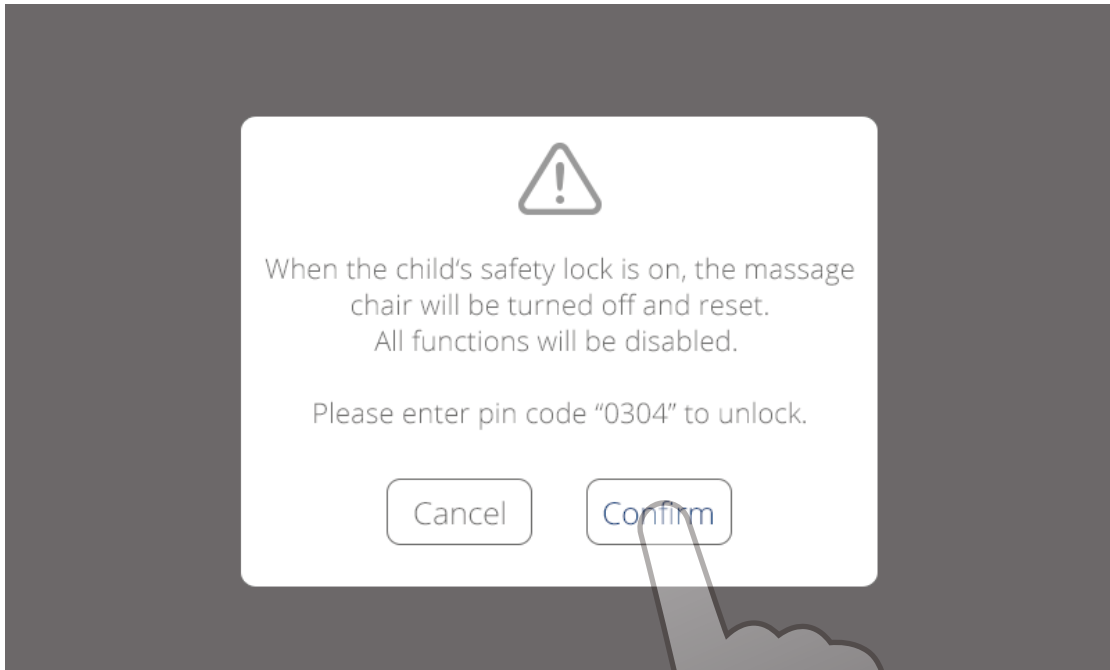 When the child's safety lock is on, the massage
chair will be turned off and reset.
All functions will be disabled.
Please enter pin code “0304” to unlock.
Cancel
Confirm